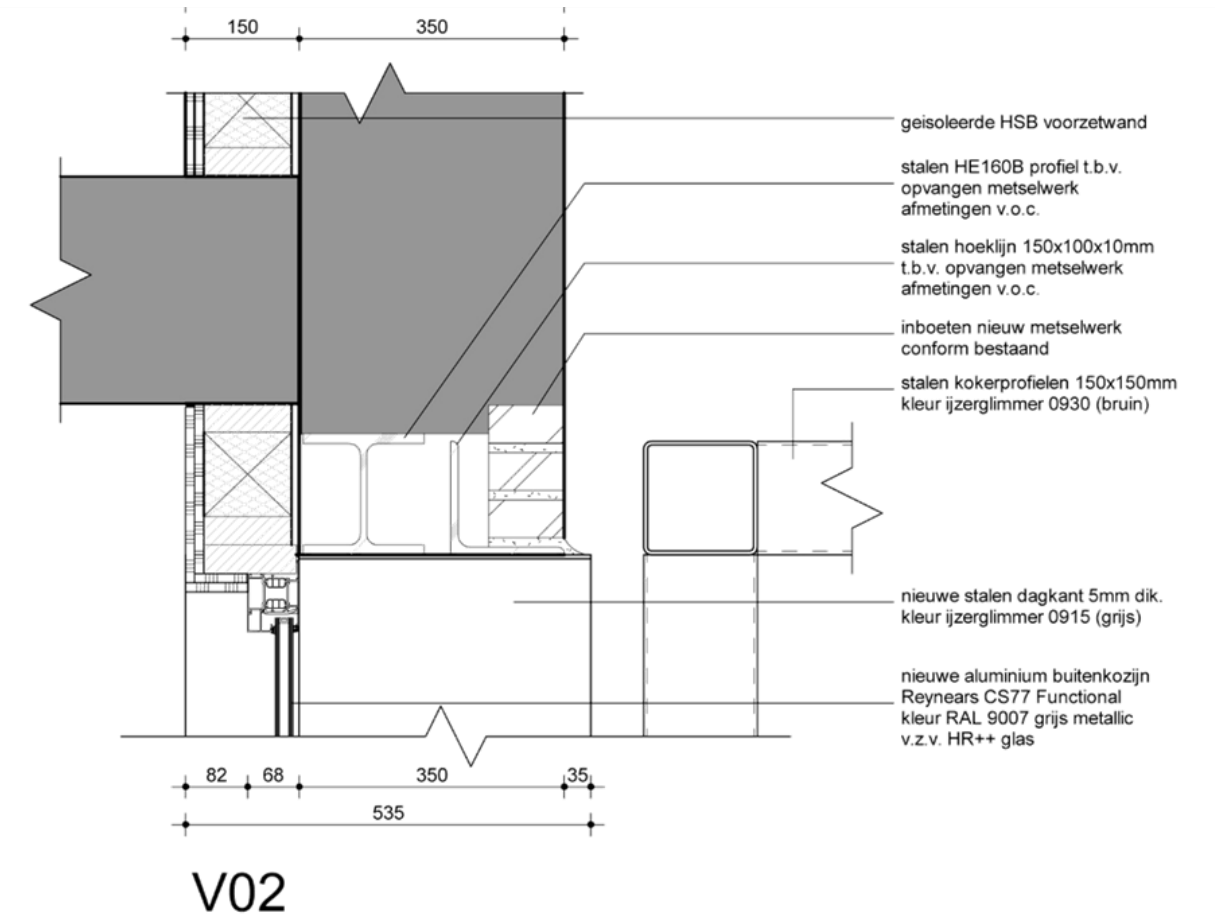 150 350
geisoleerde HSB voorzetwand
stalen HE160B profiel t.b.v.
opvangen metselwerk
afmetingen v.o.c.
stalen hoeklijn 150x100x10mm
t.b.v. opvangen metselwerk
afmetingen v.o.c.
inboeten nieuw metselwerk
conform bestaand
stalen kokerprofielen 150x150mm
kleur ijzerglimmer 0930 (bruin)
nieuwe stalen dagkant 5mm dik.
kleur ijzerglimmer 0915 (grijs)
nieuwe aluminium buitenkozijn
Reynears CS77 Functional
kleur RAL 9007 grijs metallic
v.z.v. HR++ glas
82 68 350 35
535
V02